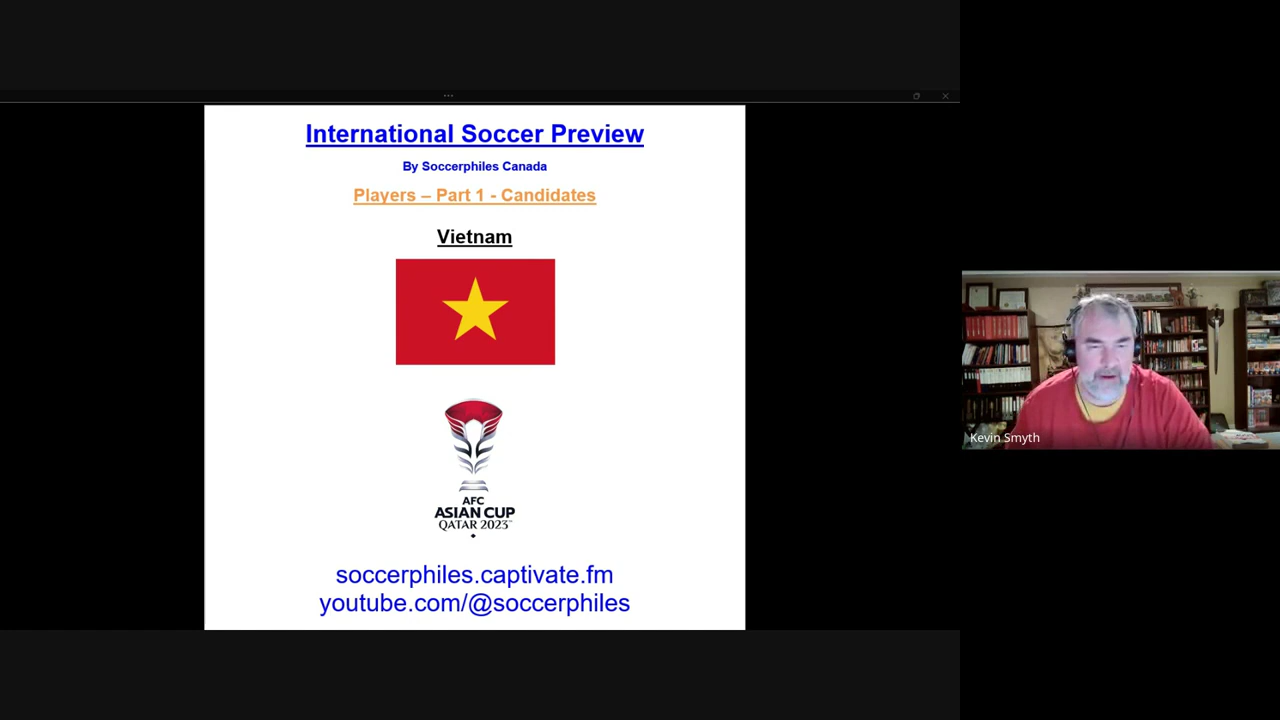 International Soccer Preview
By Soccerphiles Canada
Players – Part 1 - Candidates
Vietnam
AFC
ASIAN CUP
QATAR 2023™
soccerphiles.captivate.fm
youtube.com/@soccerphiles
Kevin Smyth